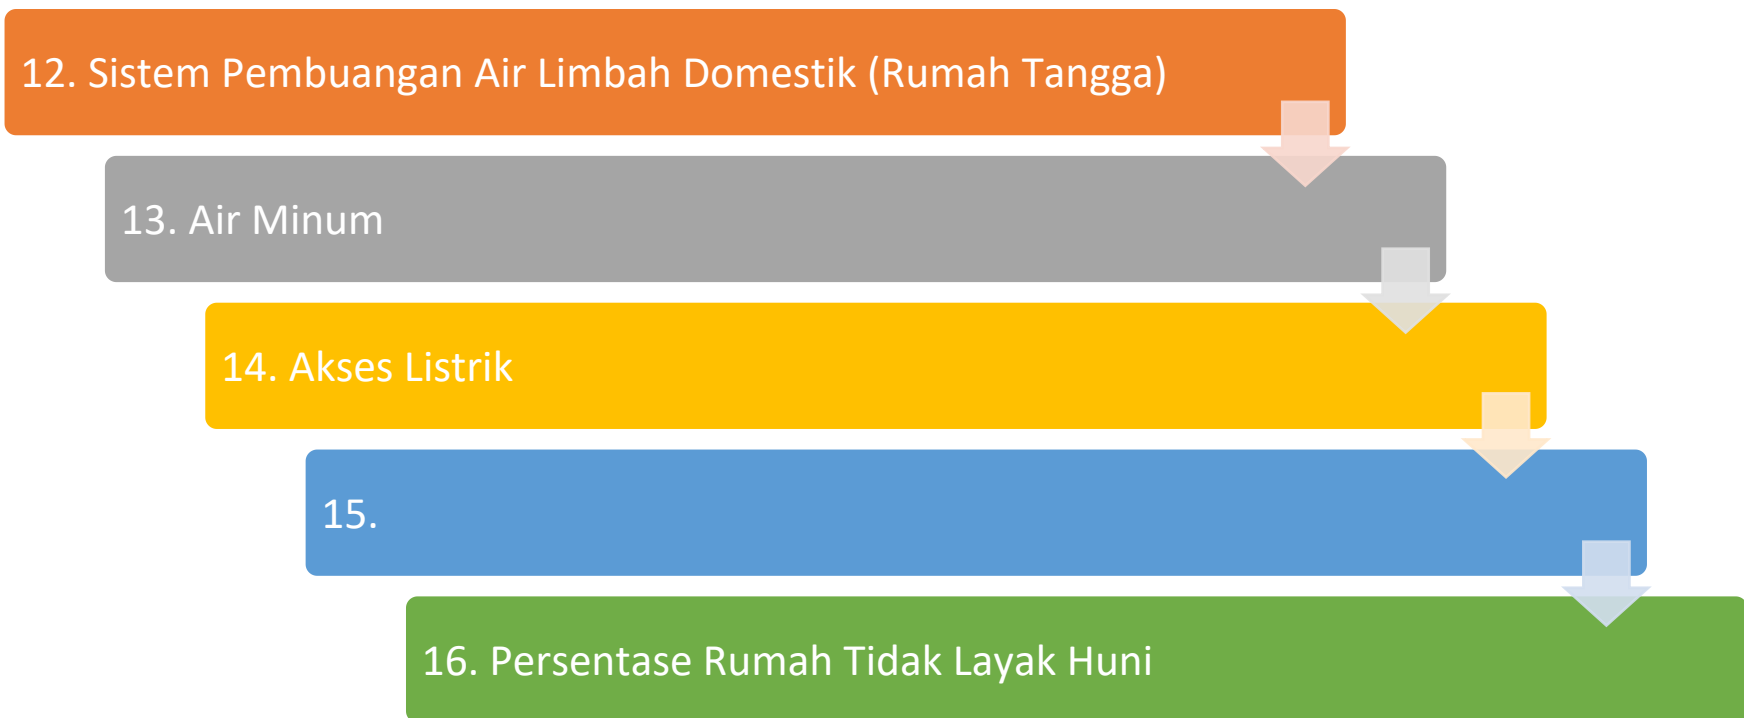 12. Sistem Pembuangan Air Limbah Domestik (Rumah Tangga)
13. Air Minum
14. Akses Listrik
15.
16. Persentase Rumah Tidak Layak Huni